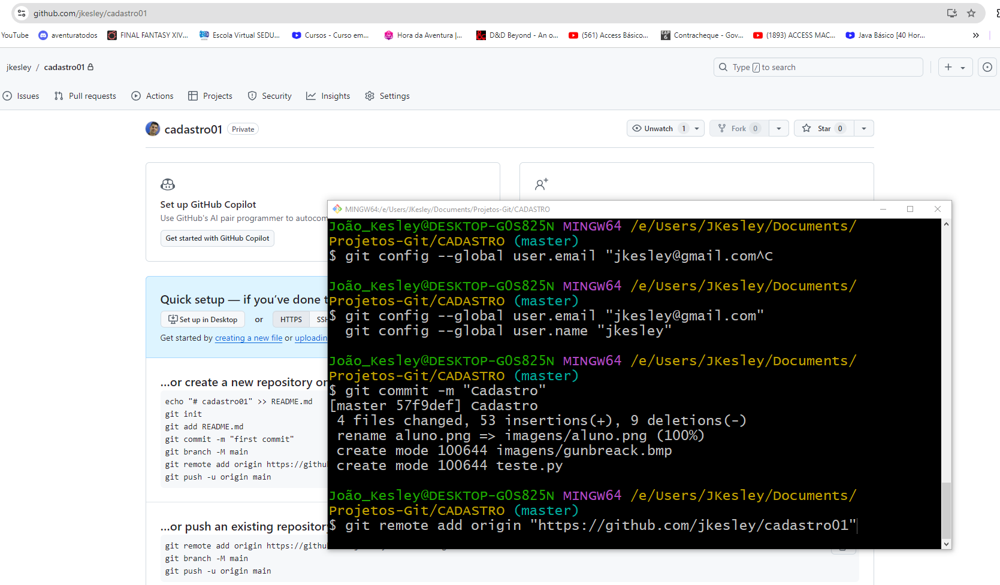 github.com/jkesley/cadastro01
YouTube aventuratodos FINAL FANTASY XIV... Escola Virtual SEDU... Cursos - Curso em... Hora da Aventura |... D&D Beyond - An o... (561) Access Básico... Contracheque - Gov... (1893) ACCESS MAC... Java Básico [40 Hor...
jkesley / cadastro01
Type / to search
Issues Pull requests Actions Projects Security Insights Settings
cadastro01 Private
Unwatch 1 Fork 0 Star 0
Set up GitHub Copilot
Use GitHub's AI pair programmer to autocom
Get started with GitHub Copilot
Quick setup — if you've done t
Set up in Desktop or HTTPS SSH
Get started by creating a new file or uploadin
...or create a new repository on
echo "# cadastro01" >> README.md
git init
git add README.md
git commit -m "first commit"
git branch -M main
git remote add origin https://githu
git push -u origin main
...or push an existing repository
git remote add origin https://githu
git branch -M main
git push -u origin main
MINGW64:/e/Users/JKesley/Documents/Projetos-Git/CADASTRO
João_Kesley@DESKTOP-G0S825N MINGW64 /e/Users/JKesley/Documents/
Projetos-Git/CADASTRO (master)
$ git config --global user.email "jkesley@gmail.com^C
João_Kesley@DESKTOP-G0S825N MINGW64 /e/Users/JKesley/Documents/
Projetos-Git/CADASTRO (master)
$ git config --global user.email "jkesley@gmail.com"
git config --global user.name "jkesley"
João_Kesley@DESKTOP-G0S825N MINGW64 /e/Users/JKesley/Documents/
Projetos-Git/CADASTRO (master)
$ git commit -m "Cadastro"
[master 57f9def] Cadastro
4 files changed, 53 insertions(+), 9 deletions(-)
rename aluno.png => imagens/aluno.png (100%)
create mode 100644 imagens/gunbreack.bmp
create mode 100644 teste.py
João_Kesley@DESKTOP-G0S825N MINGW64 /e/Users/JKesley/Documents/
Projetos-Git/CADASTRO (master)
$ git remote add origin "https://github.com/jkesley/cadastro01"